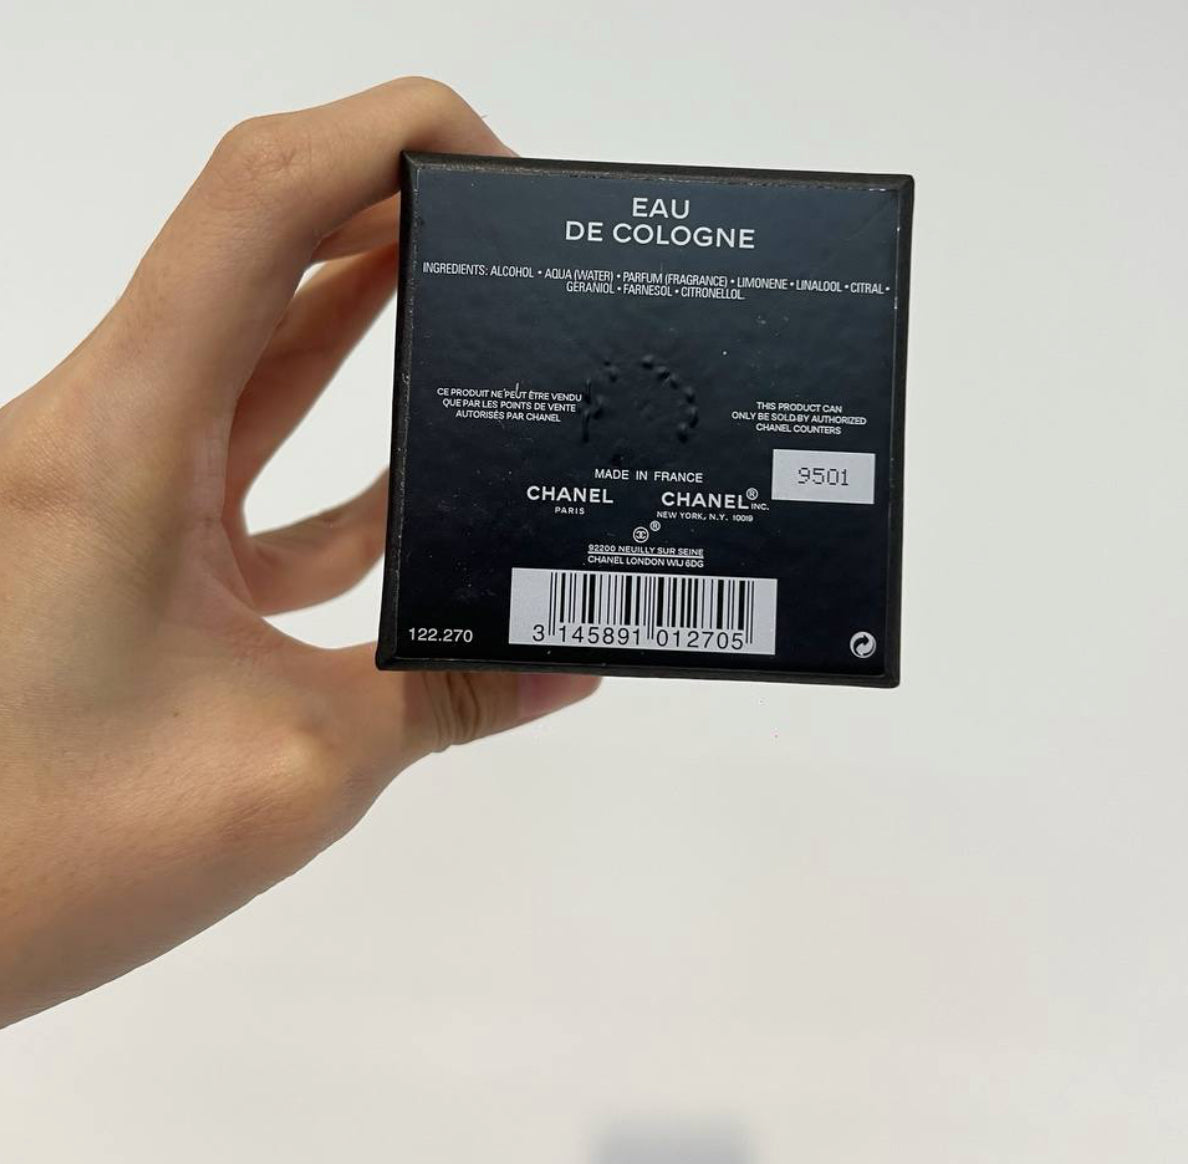 EAU
DE COLOGNE
INGREDIENTS: ALCOHOL • AQUA (WATER) • PARFUM (FRAGRANCE) • LIMONENE • LINALOOL • CITRAL •
GERANIOL • FARNESOL • CITRONELLOL.
CE PRODUIT NE PEUT ÊTRE VENDU
QUE PAR LES POINTS DE VENTE
AUTORISÉS PAR CHANEL
THIS PRODUCT CAN
ONLY BE SOLD BY AUTHORIZED
CHANEL COUNTERS
9501
MADE IN FRANCE
CHANEL
PARIS
CHANEL® INC.
NEW YORK, N.Y. 10019
®
92200 NEUILLY SUR SEINE
CHANEL LONDON W1J 6DG
122.270
3 145891 012705